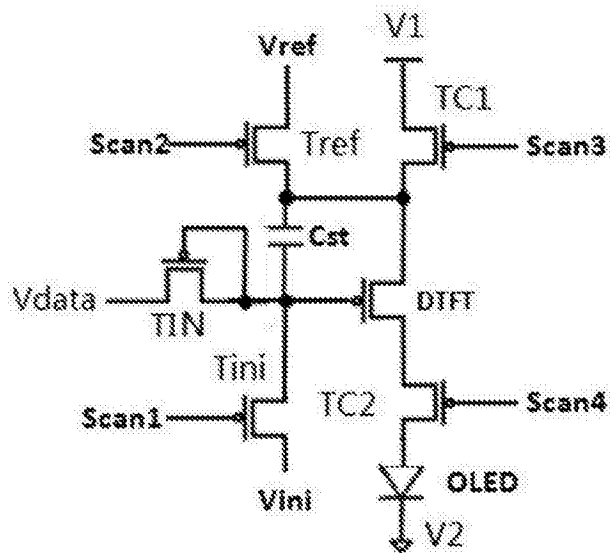 V1
Vref
TC1
Scan2
Tref
Scan3
Cst
Vdata
TIN
DTFT
Tini
TC2
Scan1
Scan4
Vini
OLED
V2